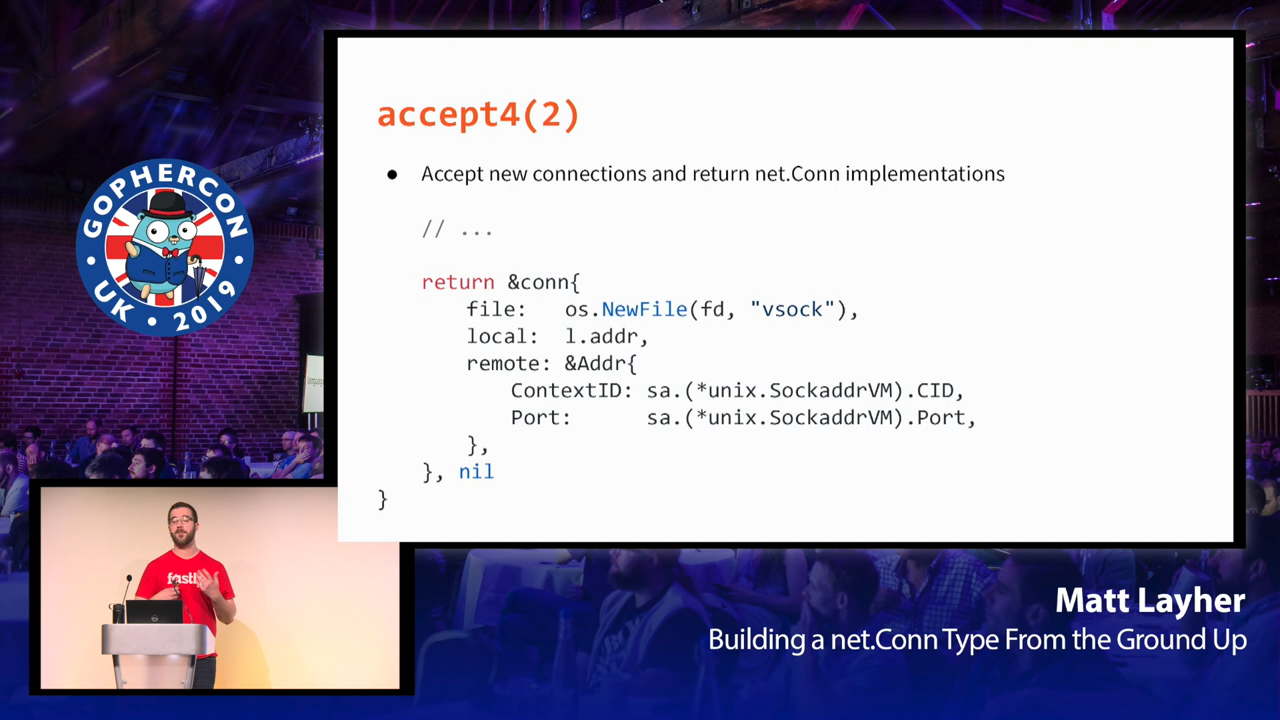 GOPHERCON
UK • 2019
accept4(2)
● Accept new connections and return net.Conn implementations
// ...
return &conn{
file: os.NewFile(fd, "vsock"),
local: l.addr,
remote: &Addr{
ContextID: sa.(*unix.SockaddrVM).CID,
Port: sa.(*unix.SockaddrVM).Port,
},
}, nil
}
fastly
Matt Layher
Building a net.Conn Type From the Ground Up